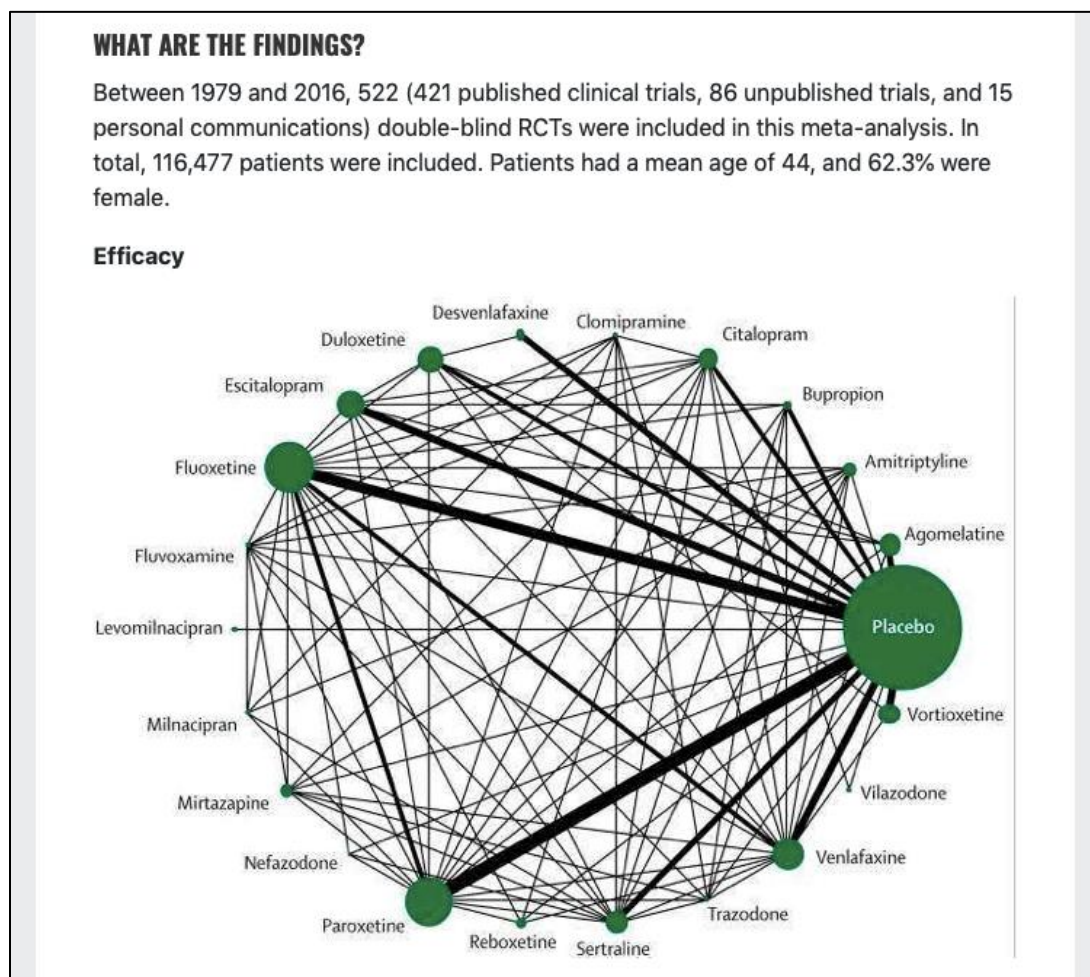 WHAT ARE THE FINDINGS?
Between 1979 and 2016, 522 (421 published clinical trials, 86 unpublished trials, and 15
personal communications) double-blind RCTs were included in this meta-analysis. In
total, 116,477 patients were included. Patients had a mean age of 44, and 62.3% were
female.
Efficacy
Desvenlafaxine
Clomipramine
Duloxetine
Citalopram
Escitalopram
Bupropion
Fluoxetine
Amitriptyline
Agomelatine
Fluvoxamine
Levomilnacipran
Placebo
Milnacipran
Vortioxetine
Mirtazapine
Vilazodone
Nefazodone
Venlafaxine
Paroxetine
Trazodone
Reboxetine
Sertraline